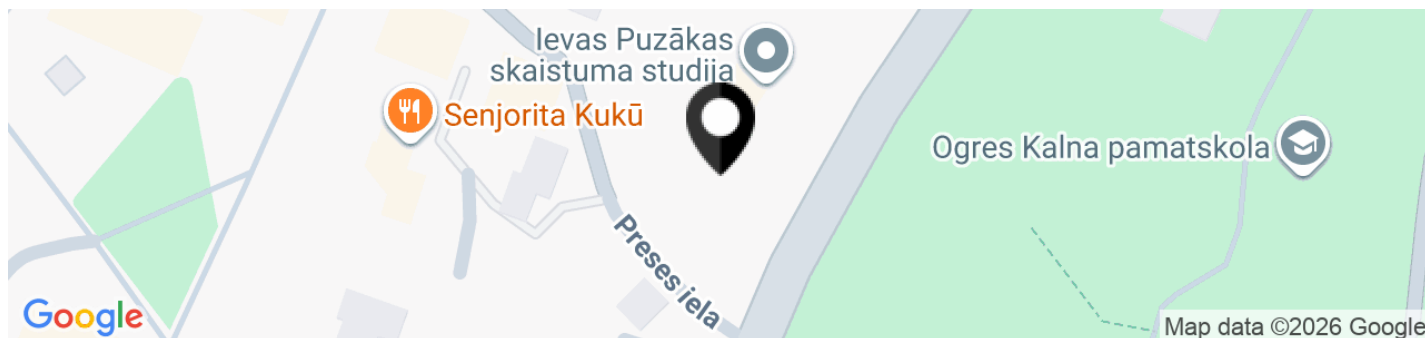 Ievas Puzākas
skaistuma studija
Senjorita Kukū
Ogres Kalna pamatskola
Preses iela
Google
Map data ©2026 Google